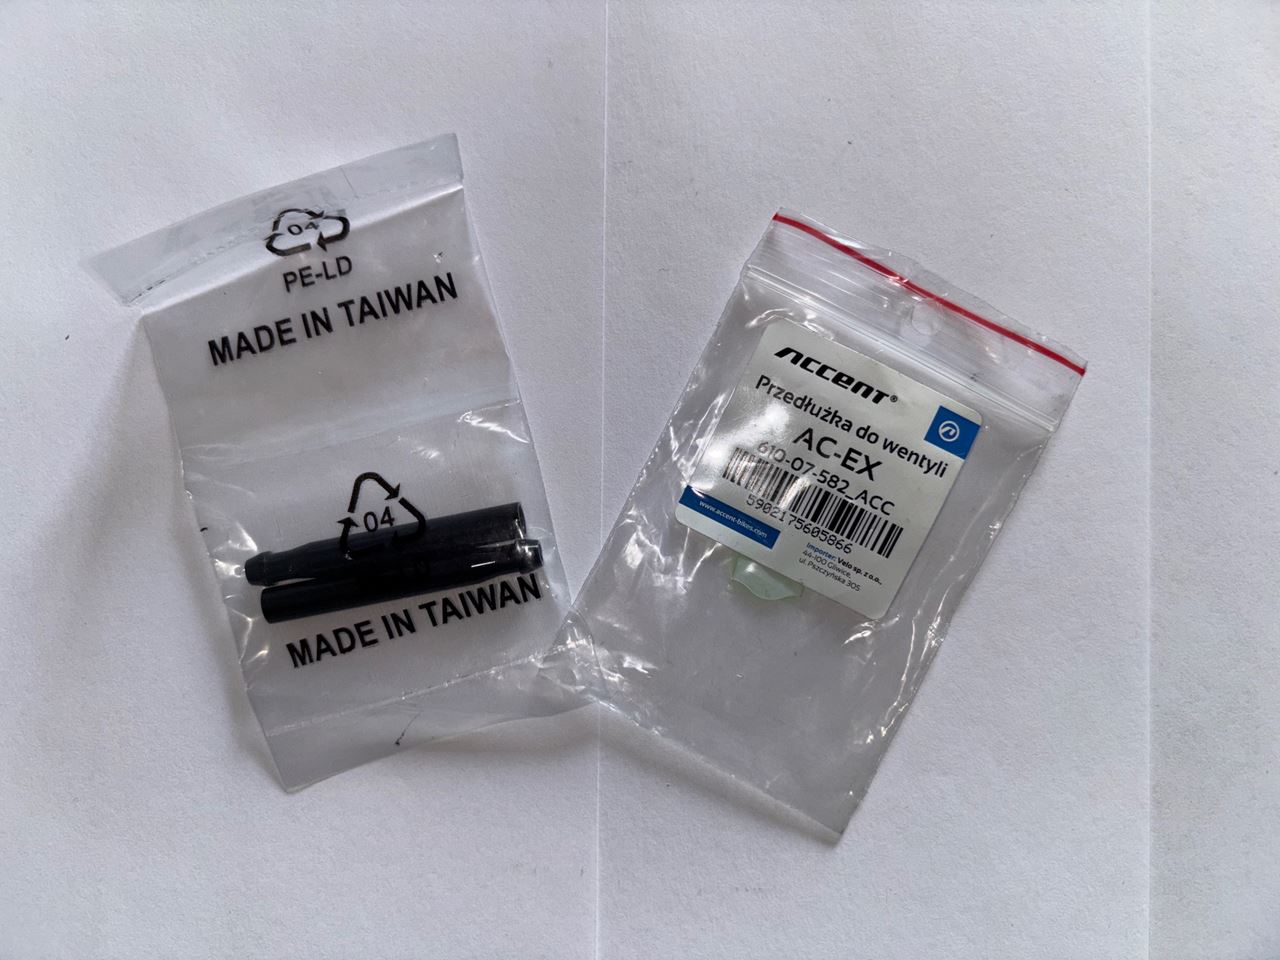 04
PE-LD
MADE IN TAIWAN
04
MADE IN TAIWAN
ACCENT®
Przedłużka do wentyli
AC-EX
610-07-582_ACC
5902175605866
www.accent-bikes.com
Importer: Velo sp. z o.o.,
44-100 Gliwice,
ul. Pszczyńska 305